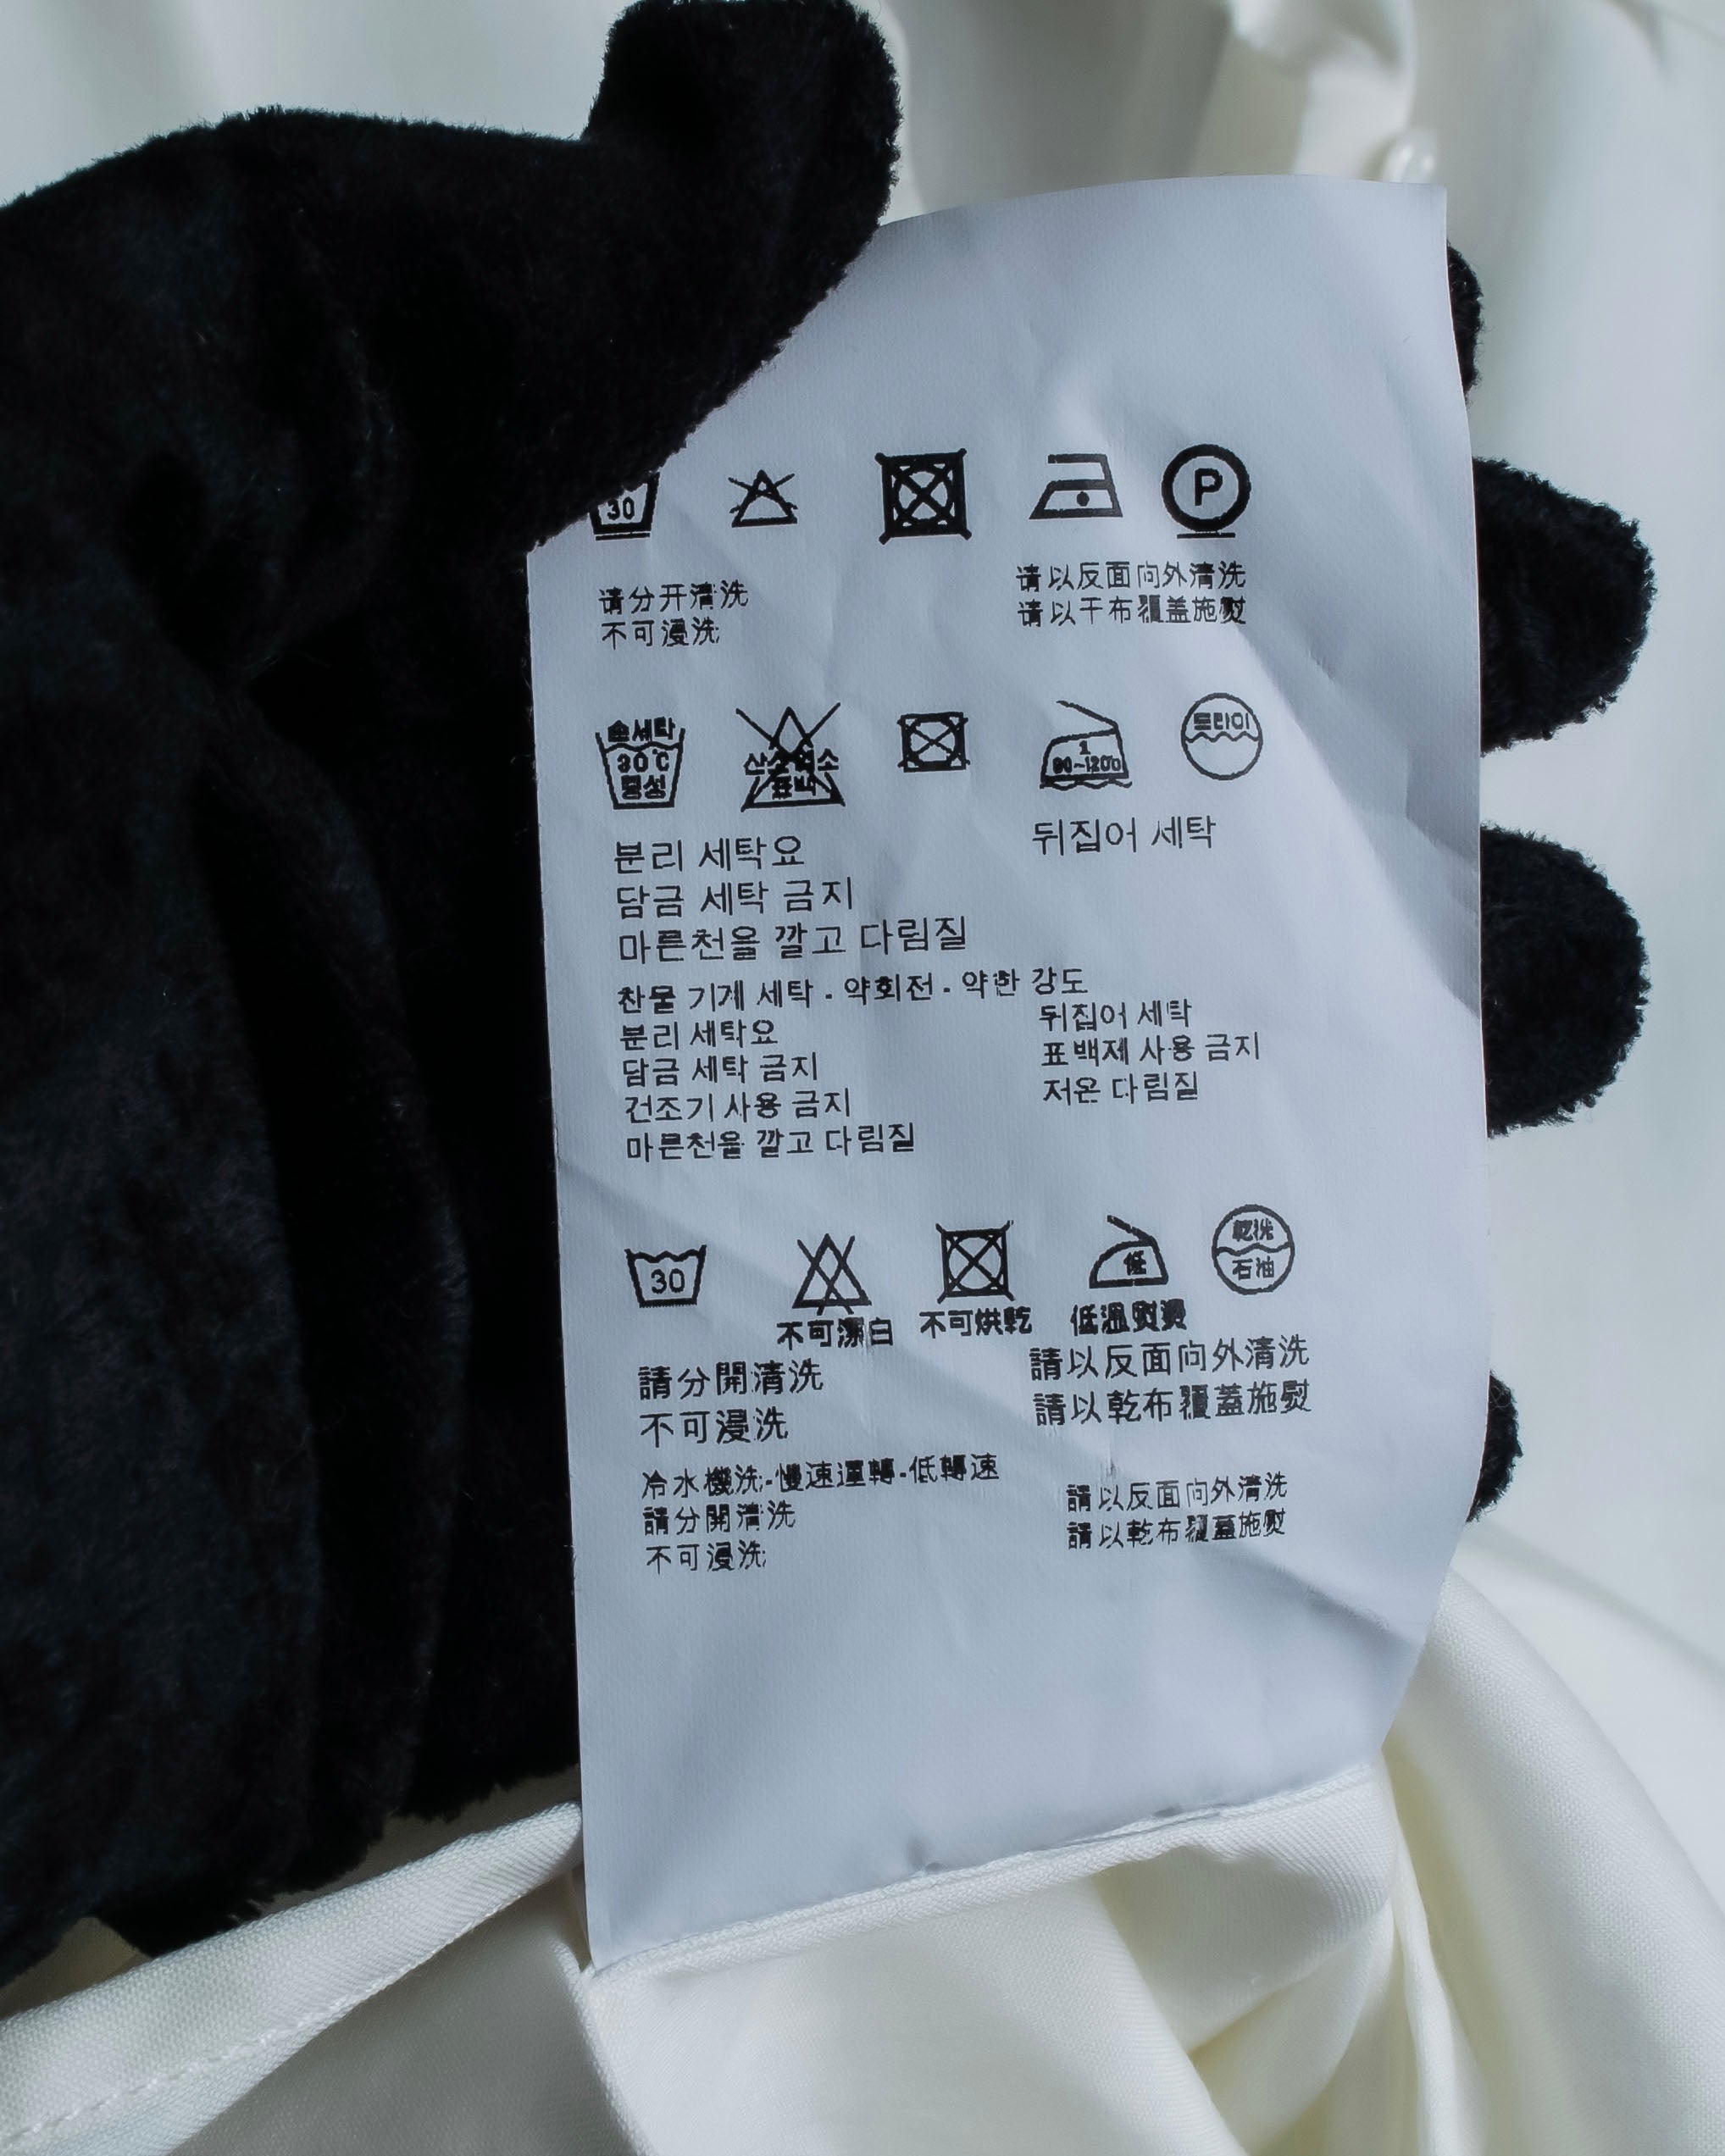 30
P
请分开清洗
不可浸洗
请以反面向外清洗
请以干布覆盖施熨
손세탁
30℃
중성
산소염소
표백
1
80~120℃
드라이
분리 세탁요
담금 세탁 금지
마른천을 깔고 다림질
뒤집어 세탁
찬물 기계 세탁 - 약회전 - 약한 강도
분리 세탁요
담금 세탁 금지
건조기 사용 금지
마른천을 깔고 다림질
뒤집어 세탁
표백제 사용 금지
저온 다림질
30
低
乾洗
石油
不可漂白
不可烘乾
低溫熨燙
請分開清洗
不可浸洗
請以反面向外清洗
請以乾布覆蓋施熨
冷水機洗-慢速運轉-低轉速
請分開清洗
不可浸洗
請以反面向外清洗
請以乾布覆蓋施熨